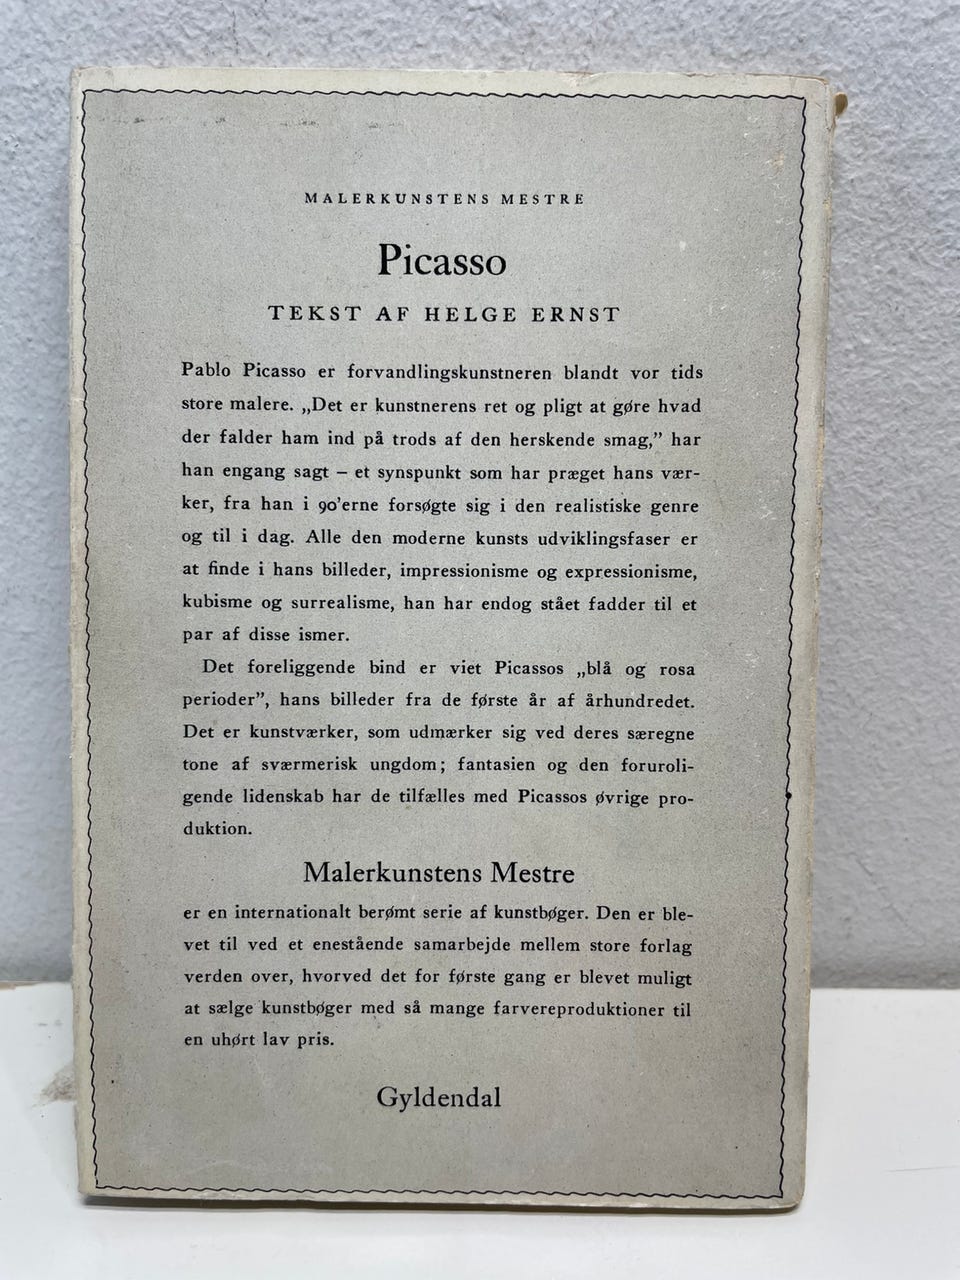 MALERKUNSTENS MESTRE
Picasso
TEKST AF HELGE ERNST
Pablo Picasso er forvandlingskunstneren blandt vor tids
store malere. „Det er kunstnerens ret og pligt at gøre hvad
der falder ham ind på trods af den herskende smag,” har
han engang sagt – et synspunkt som har præget hans vær-
ker, fra han i 90’erne forsøgte sig i den realistiske genre
og til i dag. Alle den moderne kunsts udviklingsfaser er
at finde i hans billeder, impressionisme og expressionisme,
kubisme og surrealisme, han har endog stået fadder til et
par af disse ismer.
Det foreliggende bind er viet Picassos „blå og rosa
perioder”, hans billeder fra de første år af århundredet.
Det er kunstværker, som udmærker sig ved deres særegne
tone af sværmerisk ungdom; fantasien og den foruroli-
gende lidenskab har de tilfælles med Picassos øvrige pro-
duktion.
Malerkunstens Mestre
er en internationalt berømt serie af kunstbøger. Den er ble-
vet til ved et enestående samarbejde mellem store forlag
verden over, hvorved det for første gang er blevet muligt
at sælge kunstbøger med så mange farvereproduktioner til
en uhørt lav pris.
Gyldendal